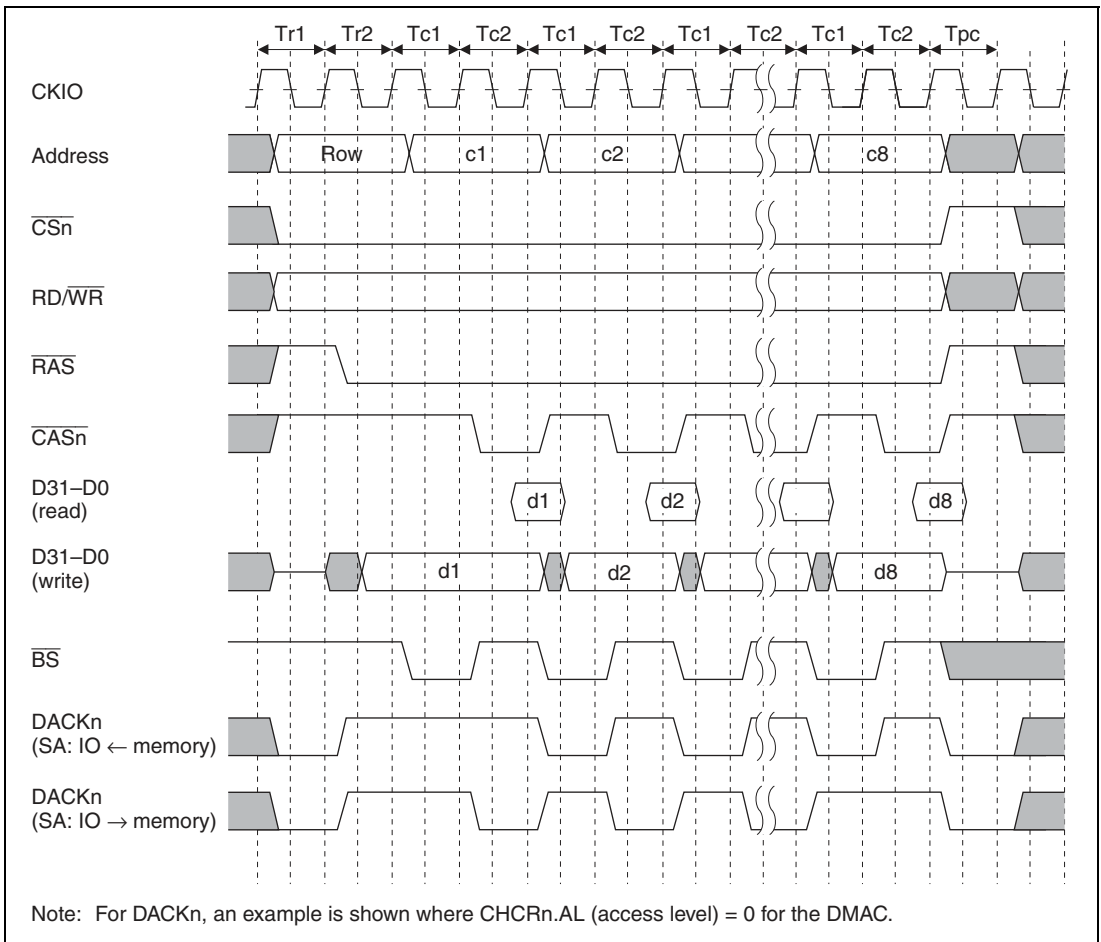 Tr1 Tr2 Tc1 Tc2 Tc1 Tc2 Tc1 Tc2 Tc1 Tc2 Tpc
CKIO
Address Row c1 c2 c8
CSn
RD/WR
RAS
CASn
D31–D0
(read) d1 d2 d8
D31–D0
(write) d1 d2 d8
BS
DACKn
(SA: IO ← memory)
DACKn
(SA: IO → memory)
Note: For DACKn, an example is shown where CHCRn.AL (access level) = 0 for the DMAC.